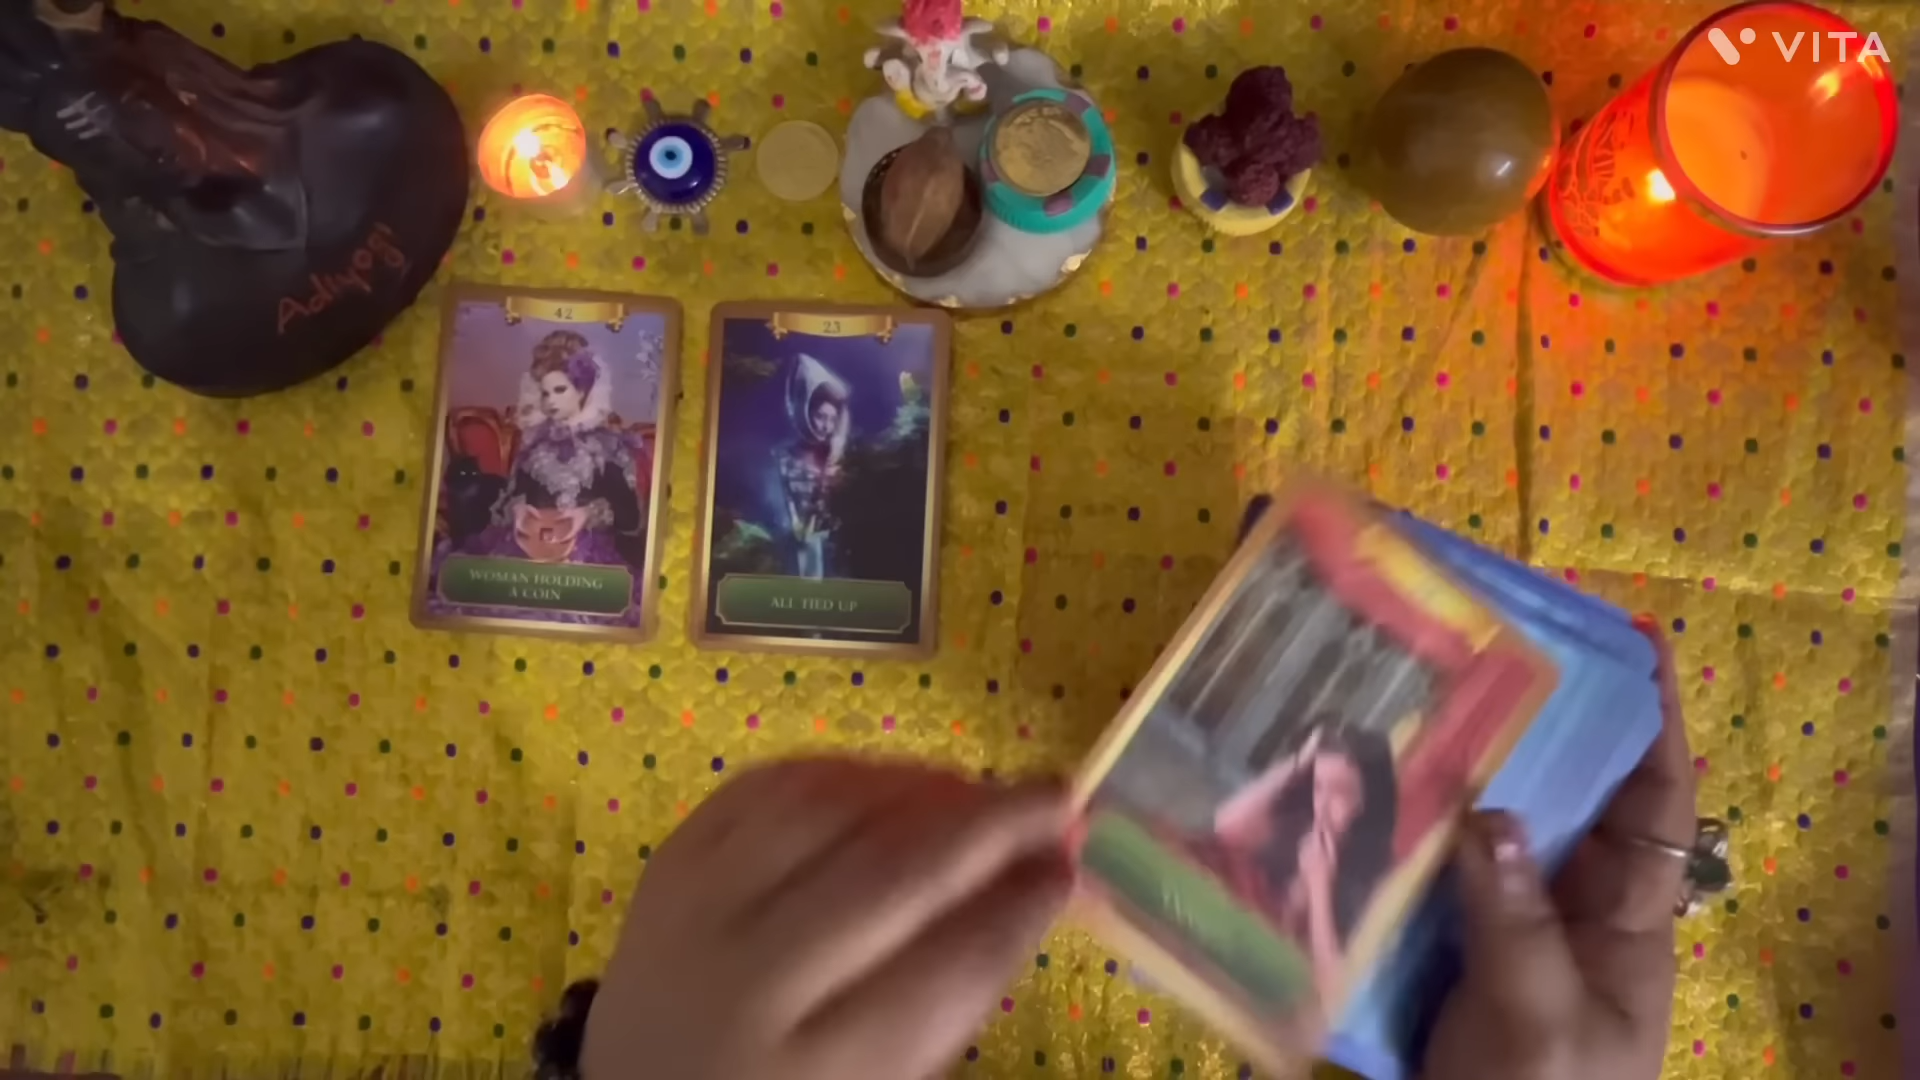 VITA
Adiyogi
42
23
WOMAN HOLDING
A COIN
ALL TIED UP